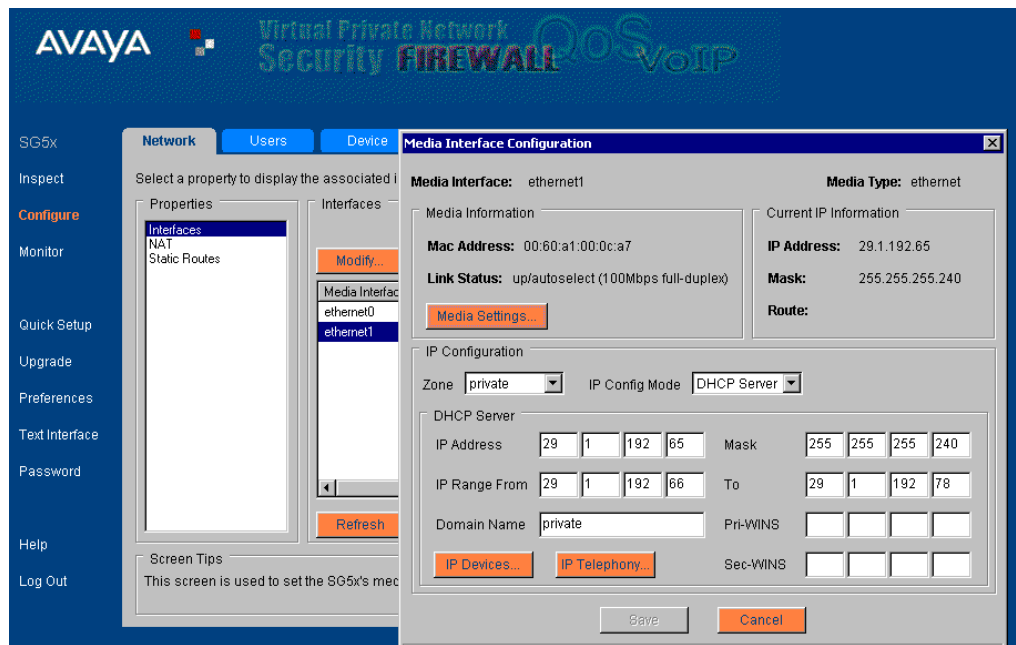 AVAYA
Virtual Private Network
Security FIREWALL QoS VoIP
SG5x
Inspect
Configure
Monitor
Quick Setup
Upgrade
Preferences
Text Interface
Password
Help
Log Out
Network Users Device
Select a property to display the associated i
Properties
Interfaces
NAT
Static Routes
Interfaces
Modify...
Media Interfac
ethernet0
ethernet1
Refresh
Screen Tips
This screen is used to set the SG5x's med
Media Interface Configuration
Media Interface: ethernet1 Media Type: ethernet
Media Information
Mac Address: 00:60:a1:00:0c:a7
Link Status: up/autoselect (100Mbps full-duplex)
Media Settings...
Current IP Information
IP Address: 29.1.192.65
Mask: 255.255.255.240
Route:
IP Configuration
Zone private IP Config Mode DHCP Server
DHCP Server
IP Address 29 1 192 65 Mask 255 255 255 240
IP Range From 29 1 192 66 To 29 1 192 78
Domain Name private Pri-WINS
IP Devices... IP Telephony... Sec-WINS
Save Cancel